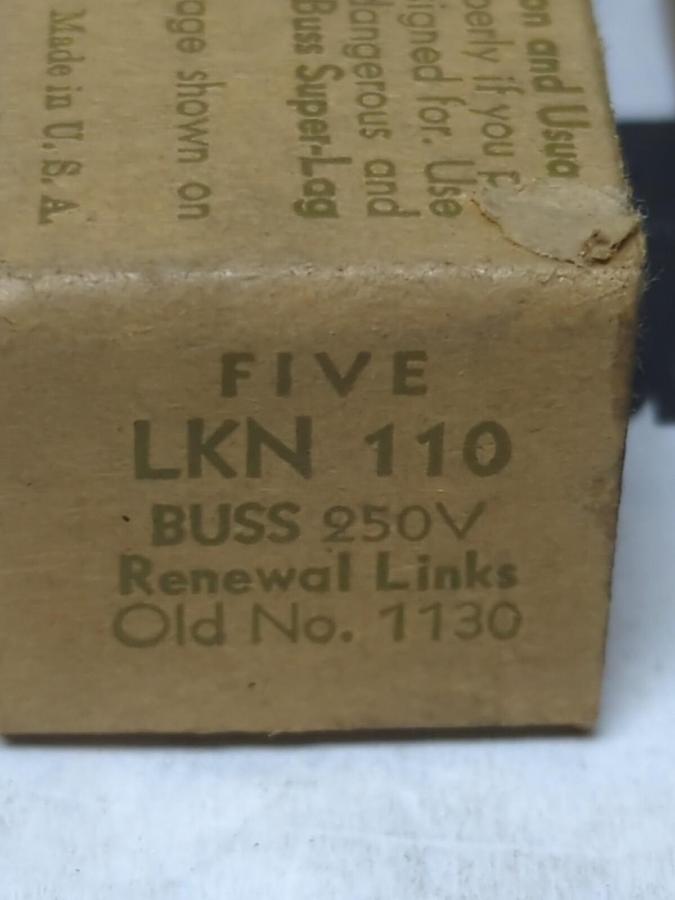 on and Usua
perly if you
signed for. Use
dangerous and
Buss Super-Lag
age shown on
Made in U. S. A
FIVE
LKN 110
BUSS 250V
Renewal Links
Old No. 1130